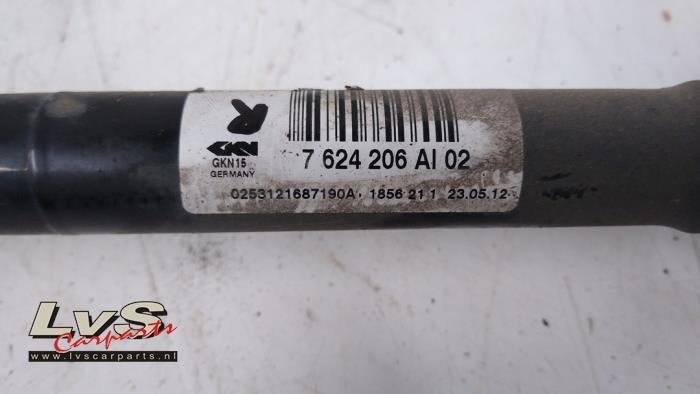 R
GKN
GKN15
GERMANY
7 624 206 AI 02
0253121687190A· 1856 21 1 23.05.12
LvS
Carparts
www.lvscarparts.nl